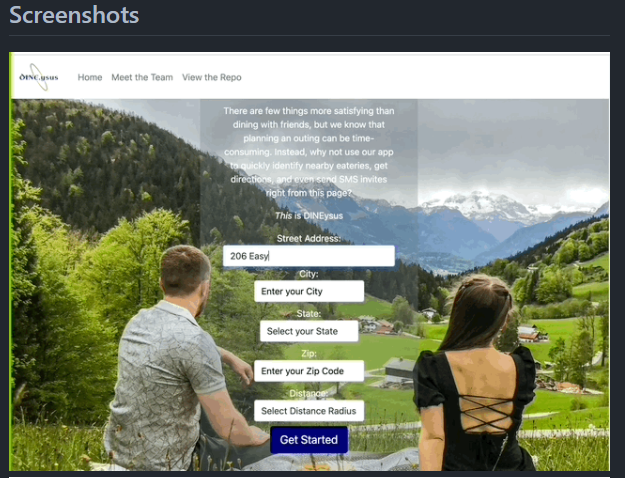 Screenshots
DINE.ysus
Home Meet the Team View the Repo
There are few things more satisfying than
dining with friends, but we know that
planning an outing can be time-
consuming. Instead, why not use our app
to quickly identify nearby eateries, get
directions, and even send SMS invites
right from this page?
This is DINEysus
Street Address:
206 Easy
City:
Enter your City
State:
Select your State
Zip:
Enter your Zip Code
Distance:
Select Distance Radius
Get Started